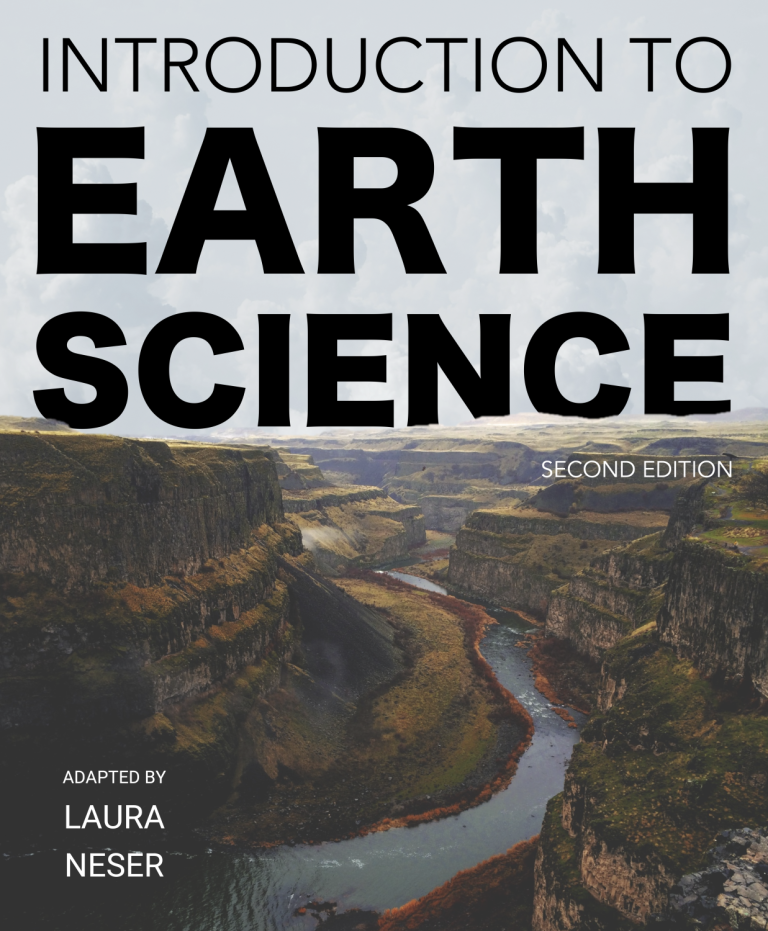 INTRODUCTION TO
EARTH
SCIENCE
SECOND EDITION
ADAPTED BY
LAURA
NESER